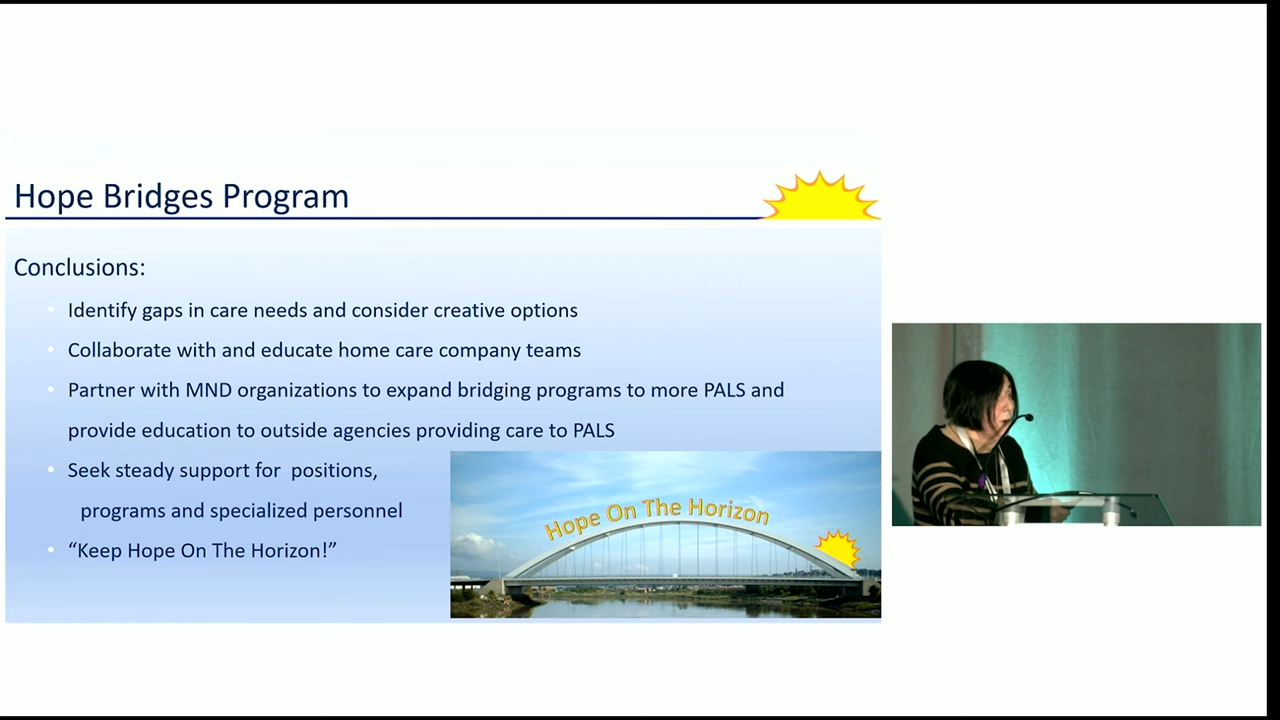 Hope Bridges Program
Conclusions:
Identify gaps in care needs and consider creative options
Collaborate with and educate home care company teams
Partner with MND organizations to expand bridging programs to more PALS and
provide education to outside agencies providing care to PALS
Seek steady support for  positions,
programs and specialized personnel
“Keep Hope On The Horizon!”
Hope On The Horizon